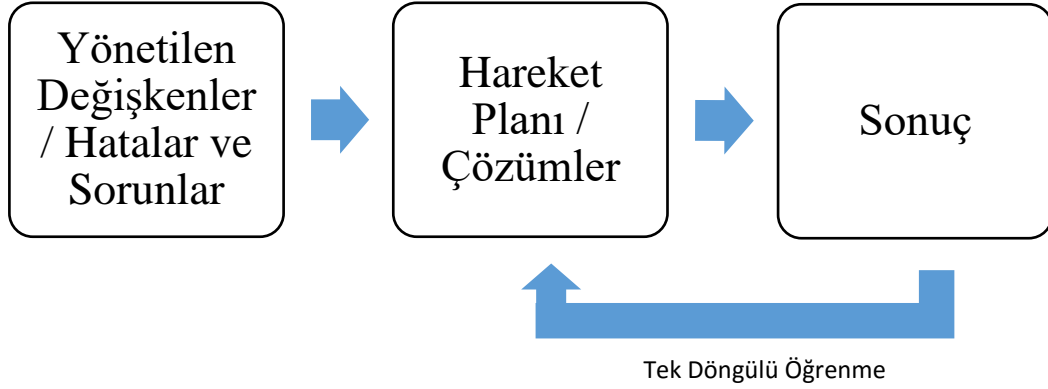 Yönetilen
Değişkenler
/ Hatalar ve
Sorunlar
Hareket
Planı /
Çözümler
Sonuç
Tek Döngülü Öğrenme